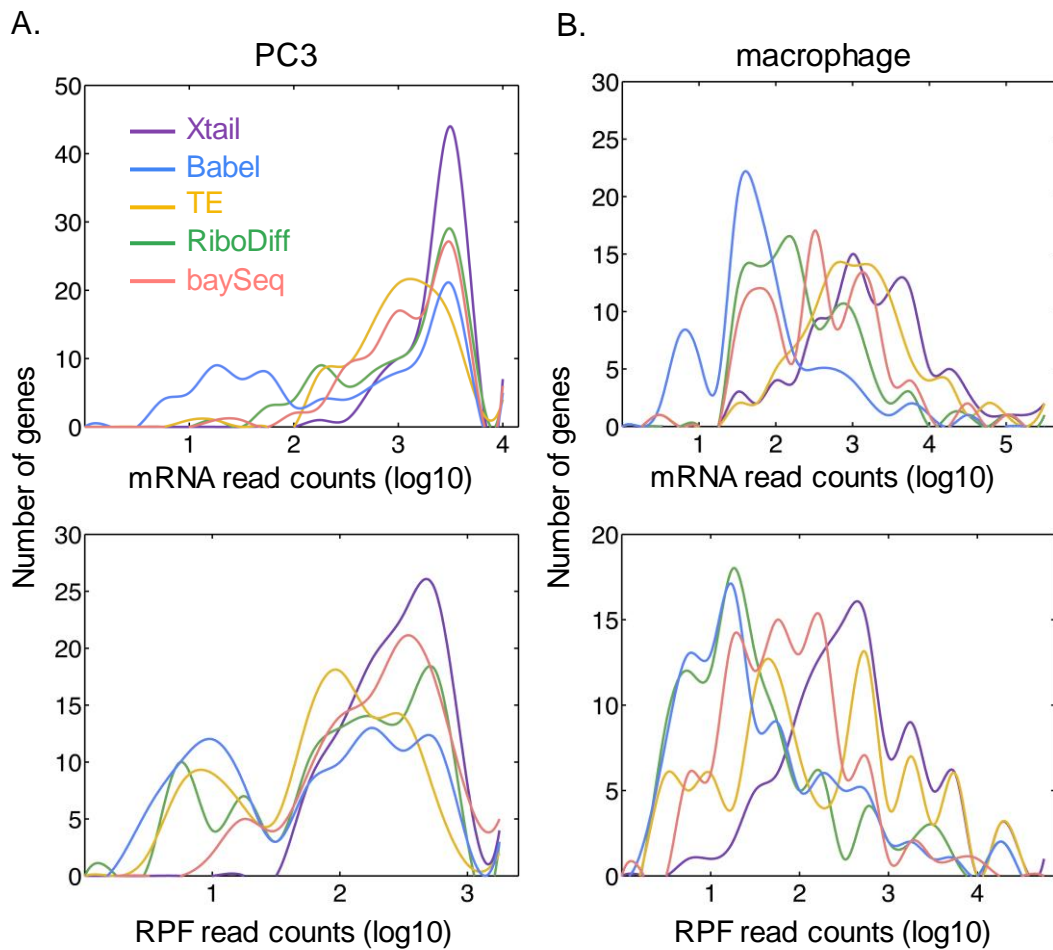 A.
PC3
50
40
30
20
10
0
Xtail
Babel
TE
RiboDiff
baySeq
1 2 3 4
mRNA read counts (log10)
Number of genes
30
25
20
15
10
5
0
1 2 3
RPF read counts (log10)
B.
macrophage
30
25
20
15
10
5
0
1 2 3 4 5
mRNA read counts (log10)
Number of genes
20
15
10
5
0
1 2 3 4
RPF read counts (log10)